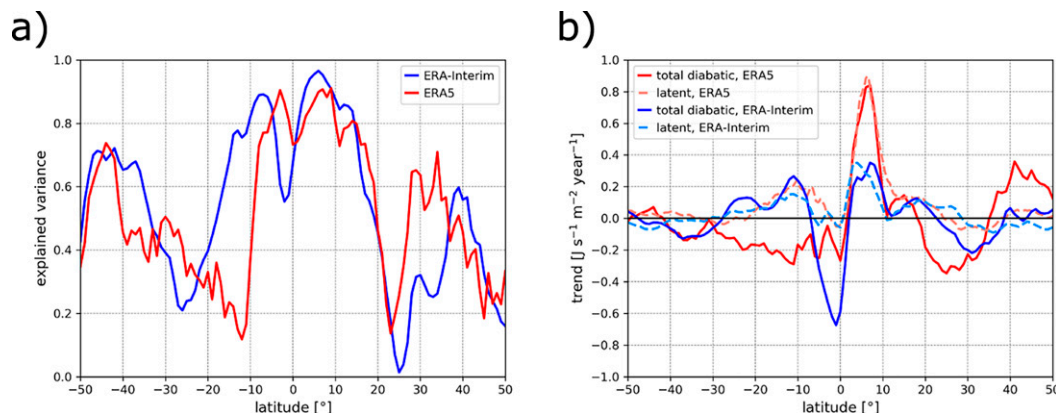 a)
b)
1.0
0.8
0.6
0.4
0.2
0.0
explained variance
ERA-Interim
ERA5
−50 −40 −30 −20 −10 0 10 20 30 40 50
latitude [°]
1.0
0.8
0.6
0.4
0.2
0.0
−0.2
−0.4
−0.6
−0.8
−1.0
trend [J s⁻¹ m⁻² year⁻¹]
total diabatic, ERA5
latent, ERA5
total diabatic, ERA-Interim
latent, ERA-Interim
−50 −40 −30 −20 −10 0 10 20 30 40 50
latitude [°]